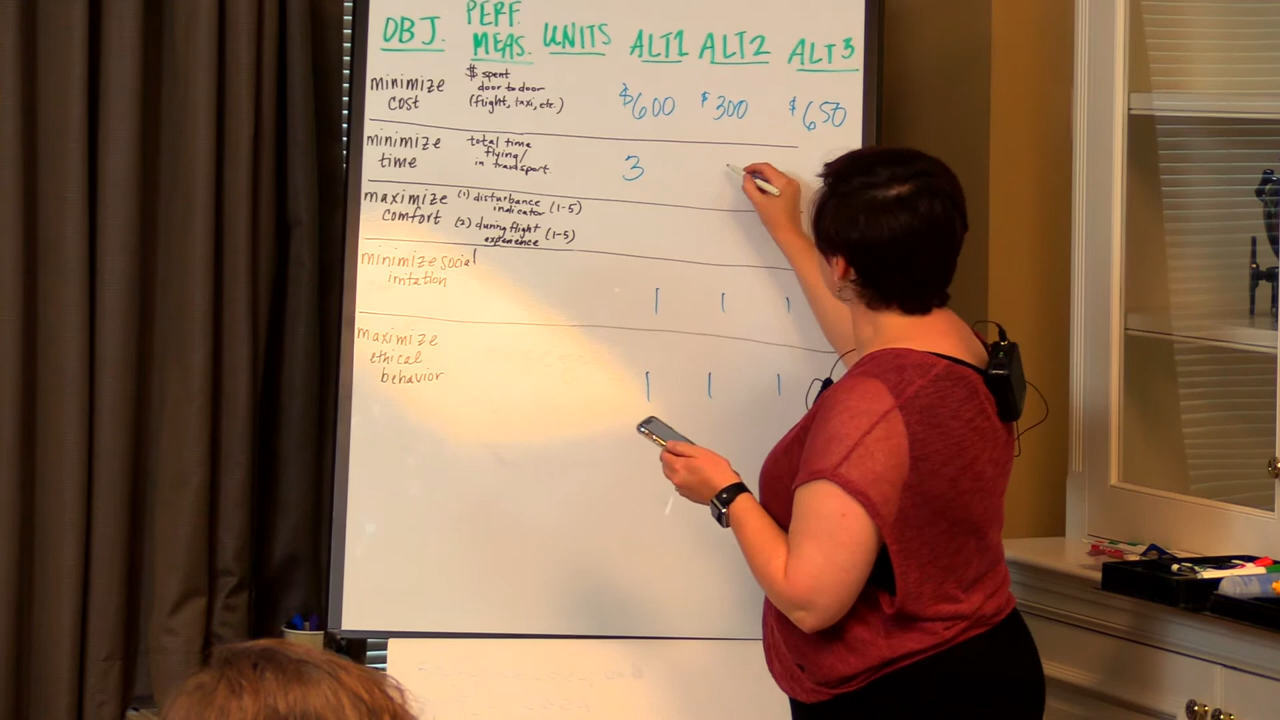 OBJ. PERF. MEAS. UNITS ALT1 ALT2 ALT3
minimize cost
$ spent
door to door
(flight, taxi, etc.)
$600 $300 $650
minimize time
total time
flying/
in transport
3
maximize comfort
(1) disturbance
indicator (1-5)
(2) during flight
experience (1-5)
minimize social
irritation
maximize
ethical
behavior